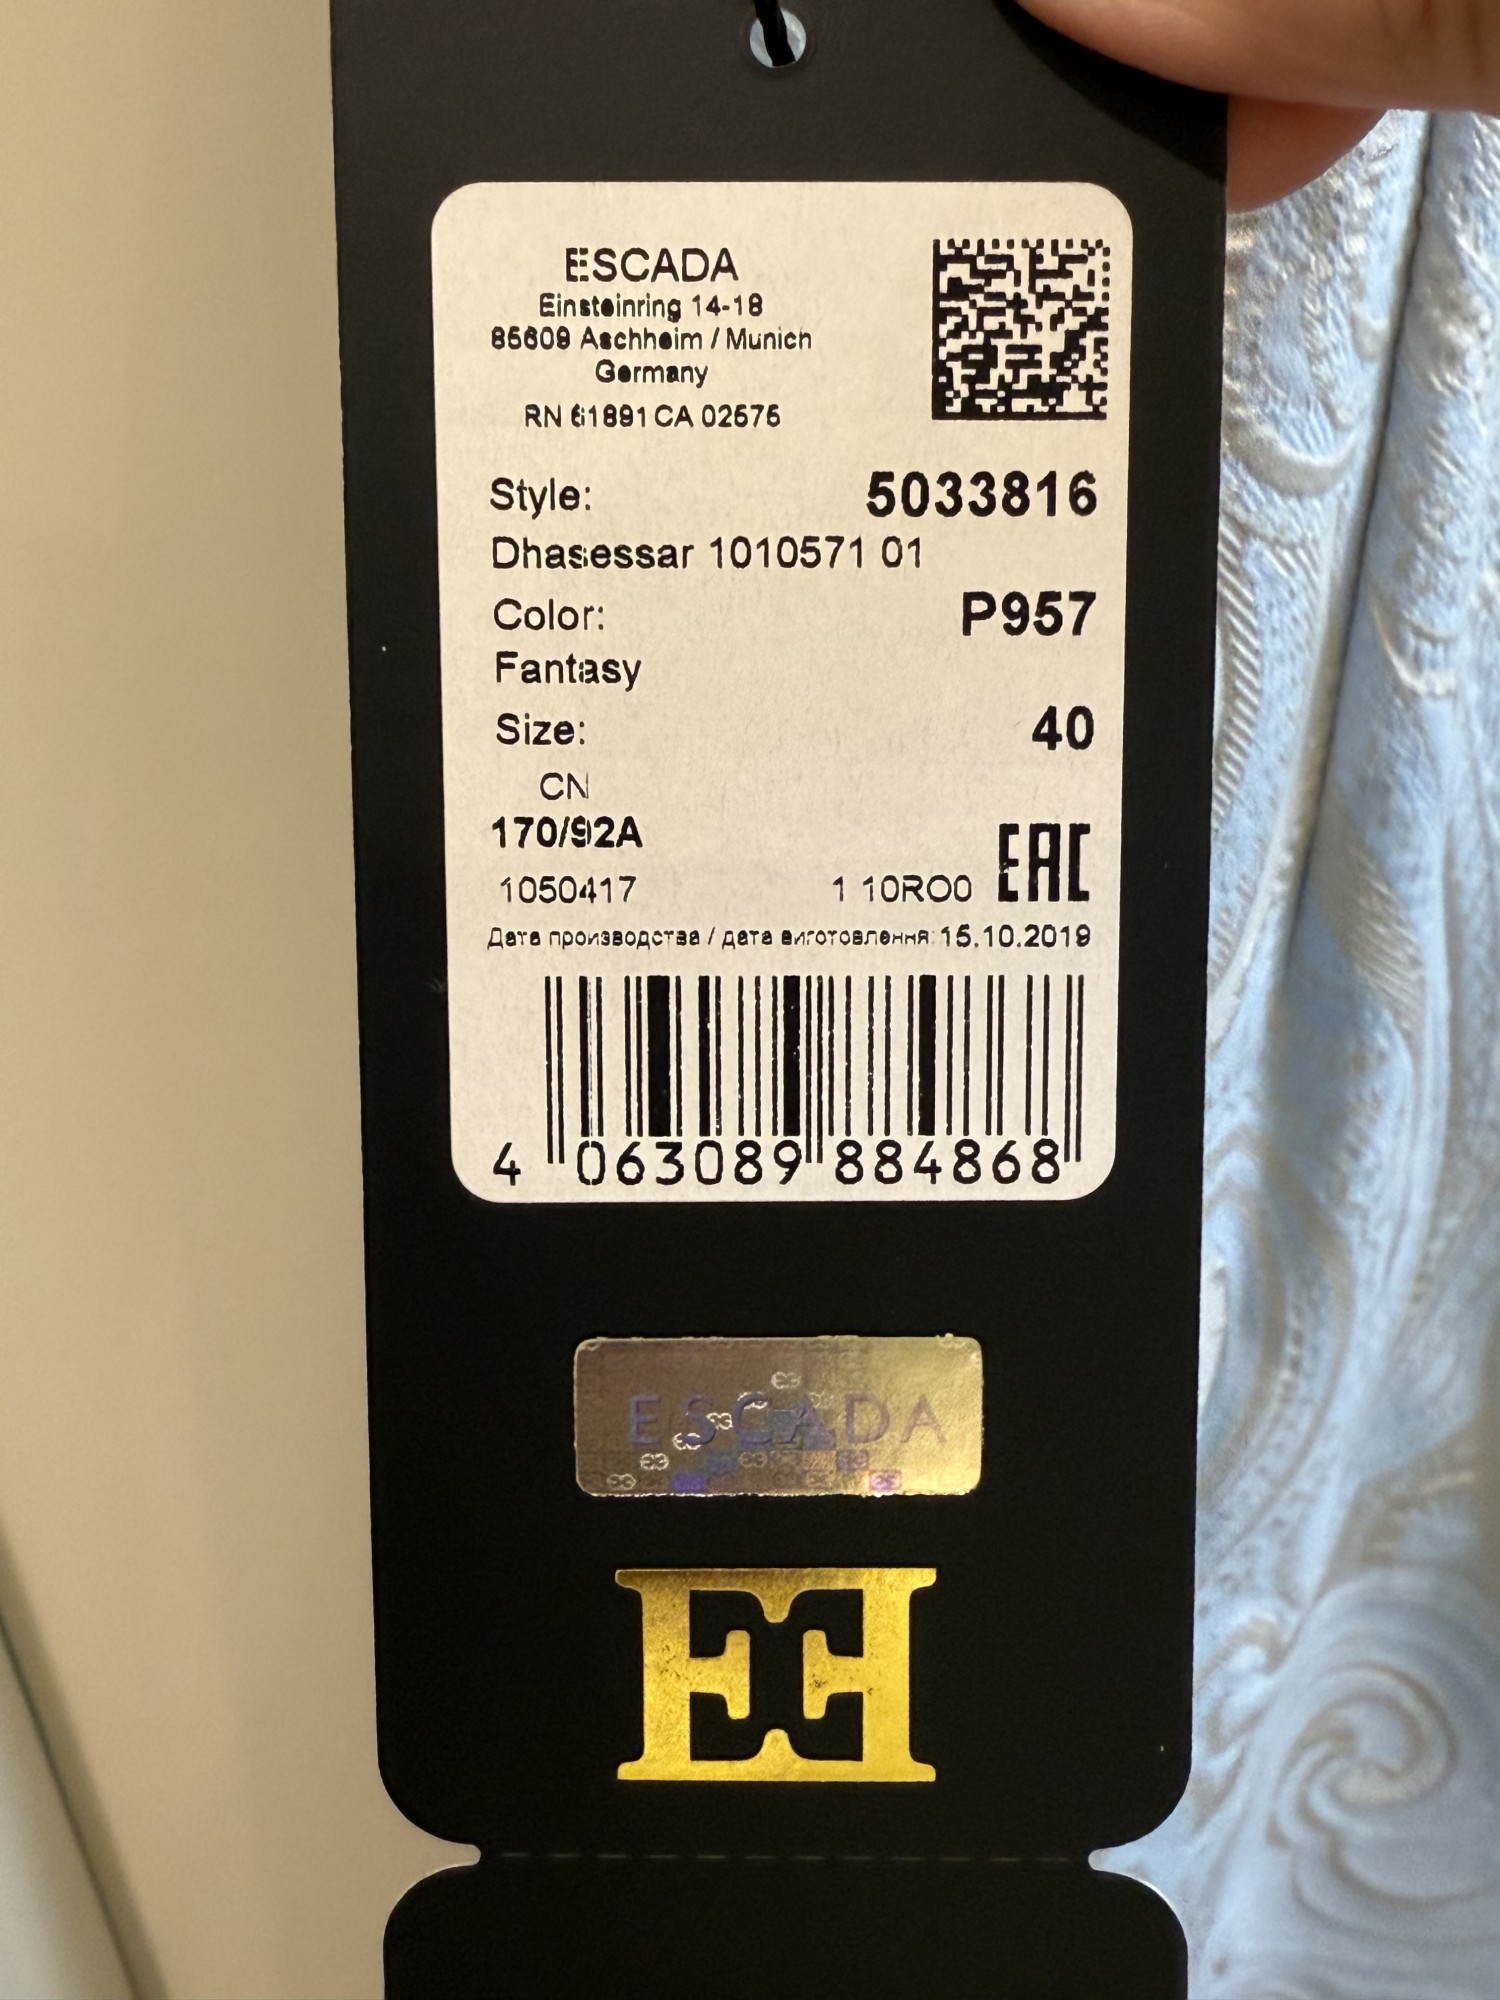 ESCADA
Einsteinring 14-18
85609 Aschheim / Munich
Germany
RN 61891 CA 02575
Style: 5033816
Dhasessar 1010571 01
Color: P957
Fantasy
Size: 40
CN
170/92A
1050417 1 10RO0 EAC
Дата производства / дата виготовлення: 15.10.2019
4 063089 884868
ESCADA